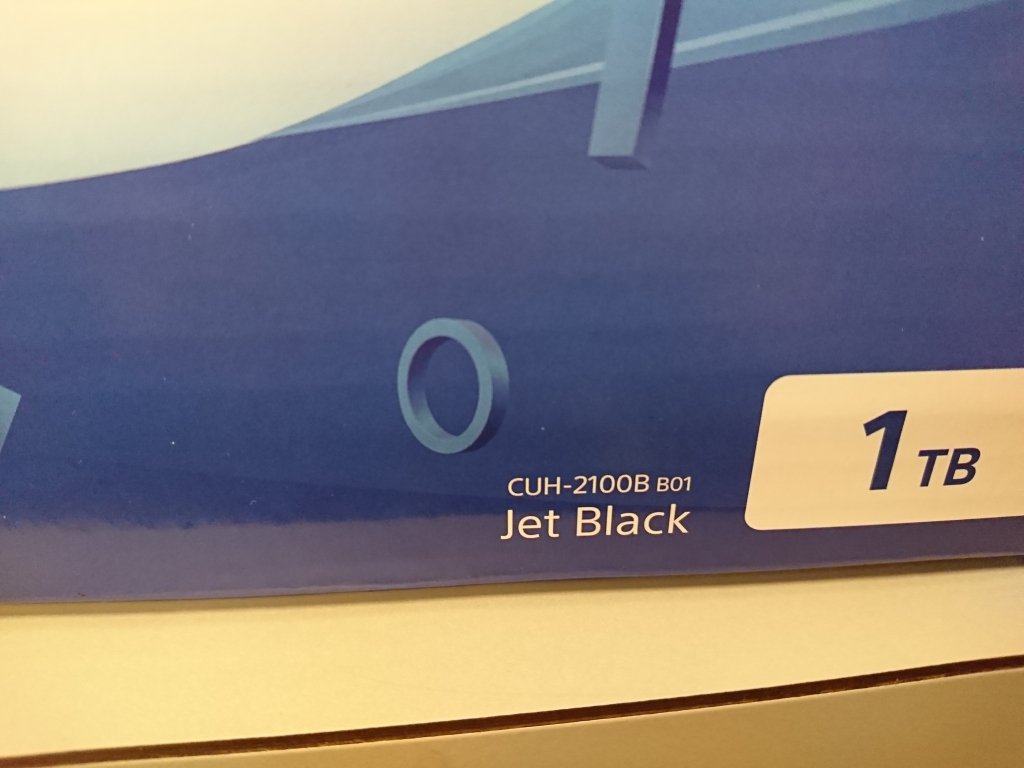 CUH-2100B B01
Jet Black
1TB